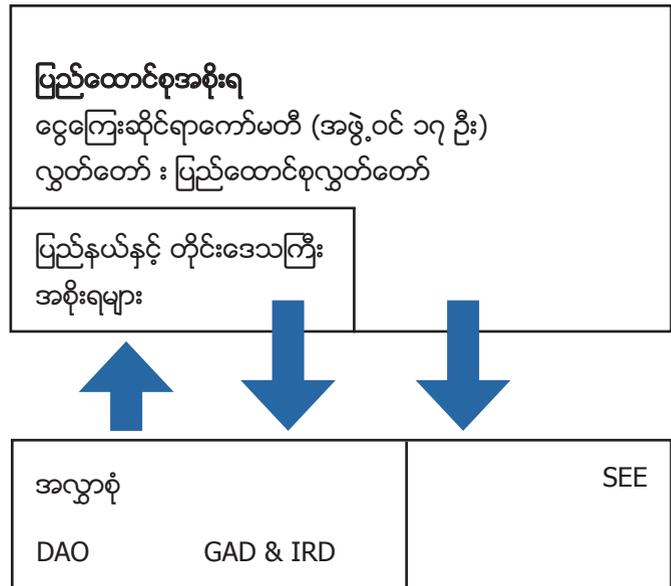 ပြည်ထောင်စုအစိုးရ
ငွေကြေးဆိုင်ရာကော်မတီ (အဖွဲ့ဝင် ၁၇ ဦး)
လွှတ်တော် : ပြည်ထောင်စုလွှတ်တော်
ပြည်နယ်နှင့် တိုင်းဒေသကြီး
အစိုးရများ
အလွှာစုံ
SEE
DAO GAD & IRD